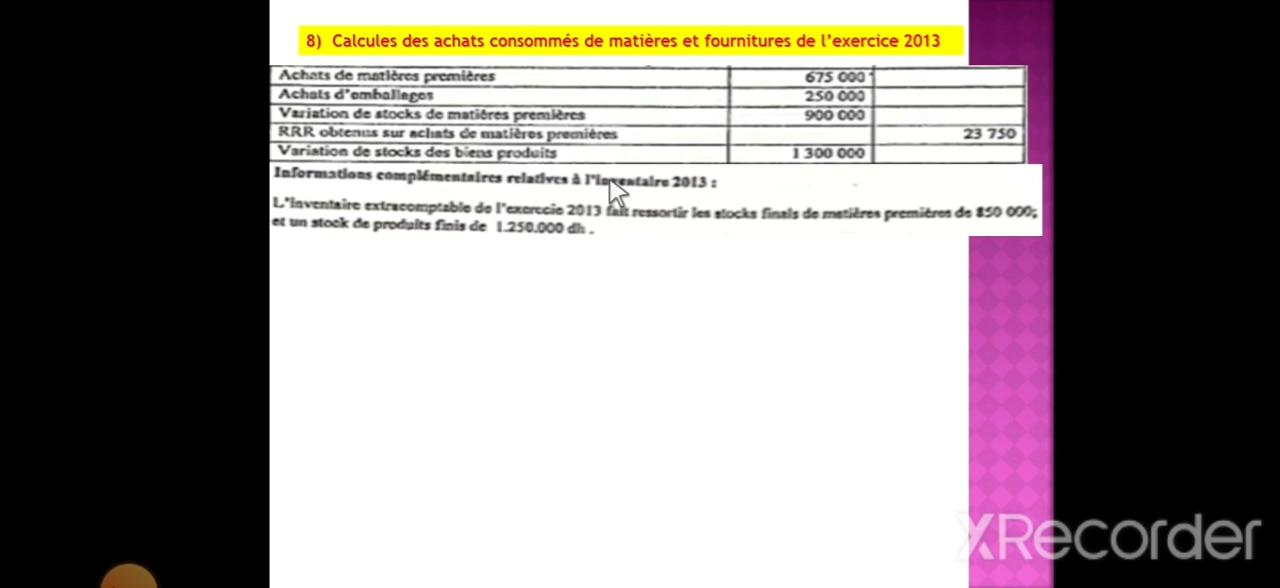 8) Calcules des achats consommés de matières et fournitures de l'exercice 2013
Achats de matières premières 675 000
Achats d'emballages 250 000
Variation de stocks de matières premières 900 000
RRR obtenus sur achats de matières premières 23 750
Variation de stocks des biens produits 1 300 000
Informations complémentaires relatives à l'inventaire 2013 :
L'inventaire extracomptable de l'exerccie 2013 fait ressortir les stocks finals de matières premières de 850 000;
et un stock de produits finis de 1.250.000 dh .
XRecorder